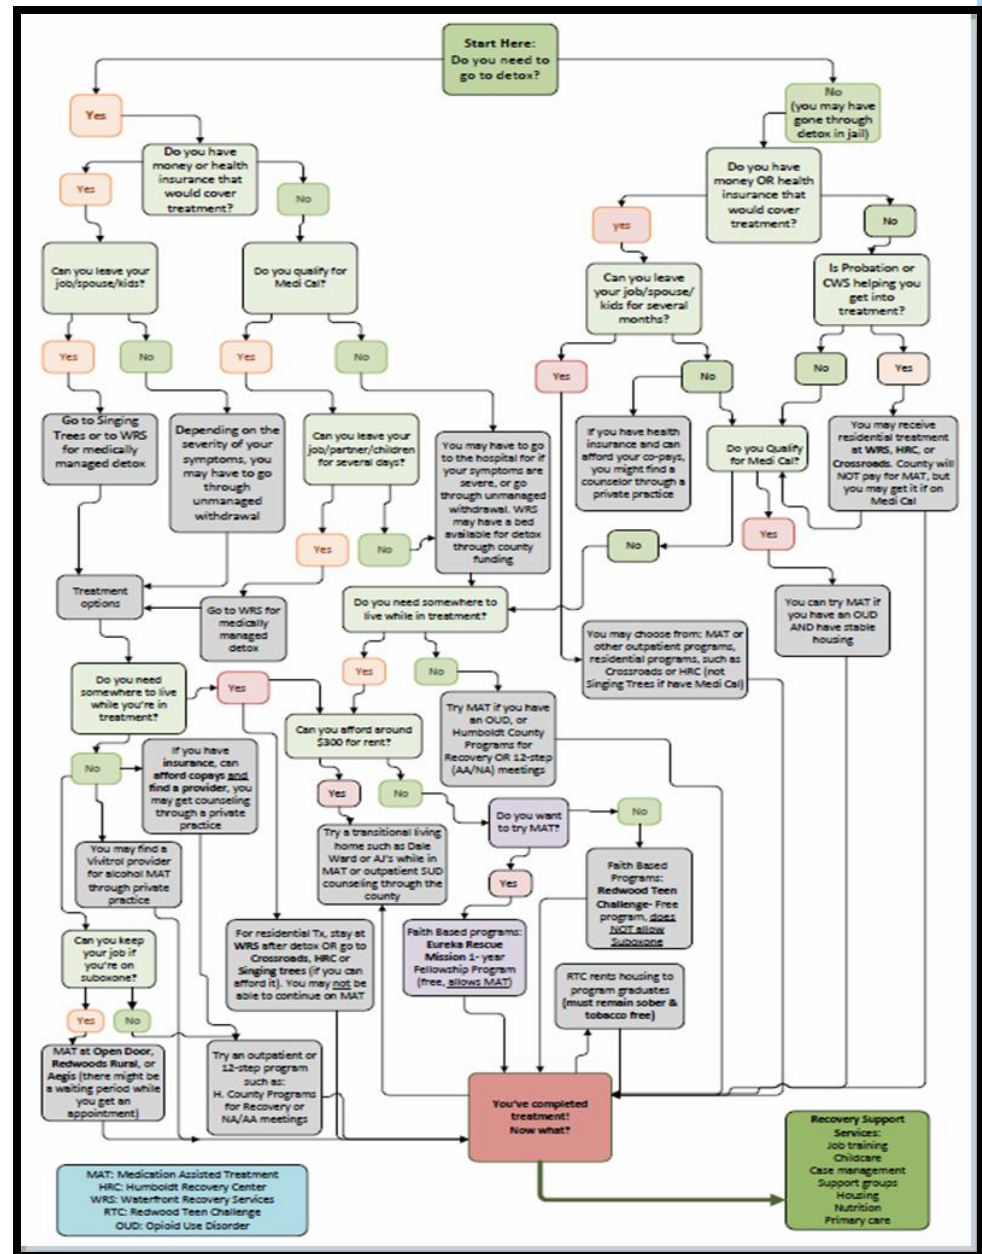 Start Here:
Do you need to
go to detox?
Yes
No
(you may have
gone through
detox in jail)
Do you have
money or health
insurance that
would cover
treatment?
Do you have
money OR health
insurance that
would cover
treatment?
Yes
No
yes
No
Can you leave your
job/spouse/kids?
Do you qualify for
Medi Cal?
Can you leave
your job/spouse/
kids for several
months?
Is Probation or
CWS helping you
get into
treatment?
Yes
No
Yes
No
Yes
No
No
Yes
Go to Singing
Trees or to WRS
for medically
managed detox
Depending on the
severity of your
symptoms, you
may have to go
through
unmanaged
withdrawal
Can you leave your
job/partner/children
for several days?
You may have to go
to the hospital for if
your symptoms are
severe, or go
through unmanaged
withdrawal. WRS
may have a bed
available for detox
through county
funding
If you have health
insurance and can
afford your co-pays,
you might find a
counselor through a
private practice
Do you Qualify
for Medi Cal?
You may receive
residential treatment
at WRS, HRC, or
Crossroads. County will
NOT pay for MAT, but
you may get it if on
Medi Cal
Yes
No
No
Yes
Treatment
options
Go to WRS for
medically
managed
detox
Do you need somewhere to
live while in treatment?
You can try MAT if
you have an OUD
AND have stable
housing
You may choose from: MAT or
other outpatient programs,
residential programs, such as
Crossroads or HRC (not
Singing Trees if have Medi Cal)
Do you need
somewhere to live
while you're in
treatment?
Yes
Yes
No
Can you afford around
$300 for rent?
Try MAT if you have
an OUD, or
Humboldt County
Programs for
Recovery OR 12-step
(AA/NA) meetings
No
If you have
insurance, can
afford copays and
find a provider, you
may get counseling
through a private
practice
Yes
No
Do you want
to try MAT?
No
You may find a
Vivitrol provider
for alcohol MAT
through private
practice
Try a transitional living
home such as Dale
Ward or AJ's while in
MAT or outpatient SUD
counseling through the
county
Yes
Faith Based
Programs:
Redwood Teen
Challenge- Free
program, does
NOT allow
Suboxone
Can you keep
your job if
you're on
suboxone?
For residential Tx, stay at
WRS after detox OR go to
Crossroads, HRC or
Singing trees (if you can
afford it). You may not be
able to continue on MAT
Faith Based programs:
Eureka Rescue
Mission 1- year
Fellowship Program
(free, allows MAT)
RTC rents housing to
program graduates
(must remain sober &
tobacco free)
Yes
No
MAT at Open Door,
Redwoods Rural, or
Aegis (there might be
a waiting period while
you get an
appointment)
Try an outpatient or
12-step program
such as:
H. County Programs
for Recovery or
NA/AA meetings
You've completed
treatment!
Now what?
Recovery Support
Services:
Job training
Childcare
Case management
Support groups
Housing
Nutrition
Primary care
MAT: Medication Assisted Treatment
HRC: Humboldt Recovery Center
WRS: Waterfront Recovery Services
RTC: Redwood Teen Challenge
OUD: Opioid Use Disorder